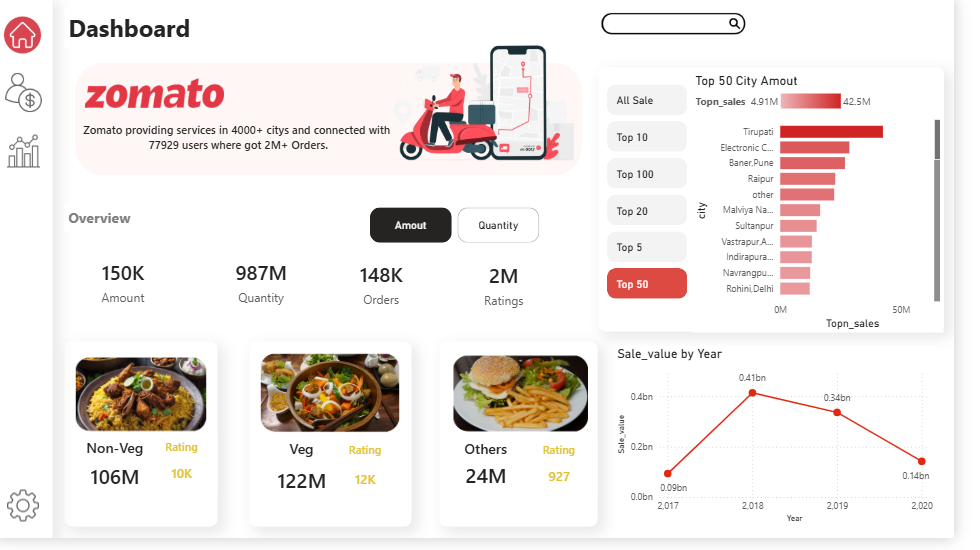 Dashboard
zomato
Zomato providing services in 4000+ citys and connected with
77929 users where got 2M+ Orders.
Overview
Amout
Quantity
150K
Amount
987M
Quantity
148K
Orders
2M
Ratings
Non-Veg
Rating
106M
10K
Veg
Rating
122M
12K
Others
Rating
24M
927
All Sale
Top 10
Top 100
Top 20
Top 5
Top 50
Top 50 City Amout
Topn_sales 4.91M 42.5M
city
Tirupati
Electronic C...
Baner,Pune
Raipur
other
Malviya Na...
Sultanpur
Vastrapur,A...
Indirapura...
Navrangpu...
Rohini,Delhi
0M 50M
Topn_sales
Sale_value by Year
Sale_value
0.4bn
0.2bn
0.0bn
0.09bn
0.41bn
0.34bn
0.14bn
2,017 2,018 2,019 2,020
Year